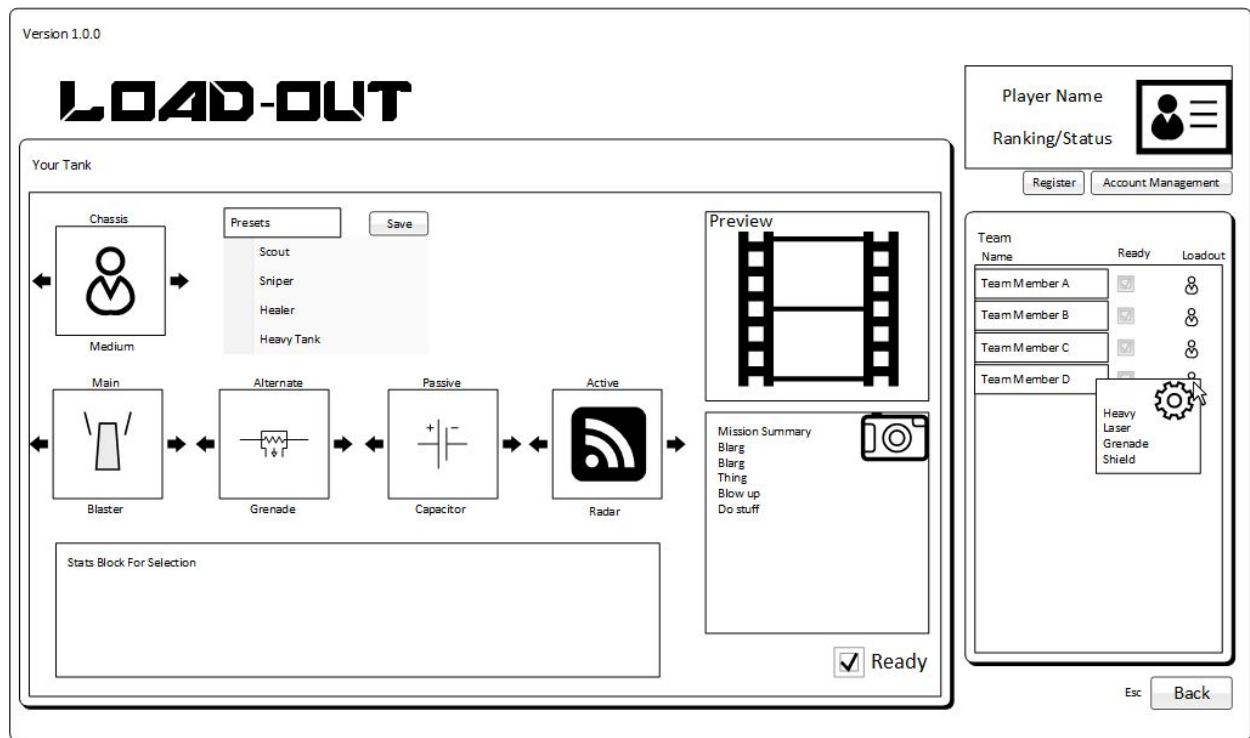 Version 1.0.0
LOAD-OUT
Player Name
Ranking/Status
Register
Account Management
Your Tank
Chassis
Medium
Presets
Save
Scout
Sniper
Healer
Heavy Tank
Preview
Main
Alternate
Passive
Active
Blaster
Grenade
Capacitor
Radar
Mission Summary
Blarg
Blarg
Thing
Blow up
Do stuff
Stats Block For Selection
Ready
Team
Name
Ready
Loadout
Team Member A
Team Member B
Team Member C
Team Member D
Heavy
Laser
Grenade
Shield
Esc
Back